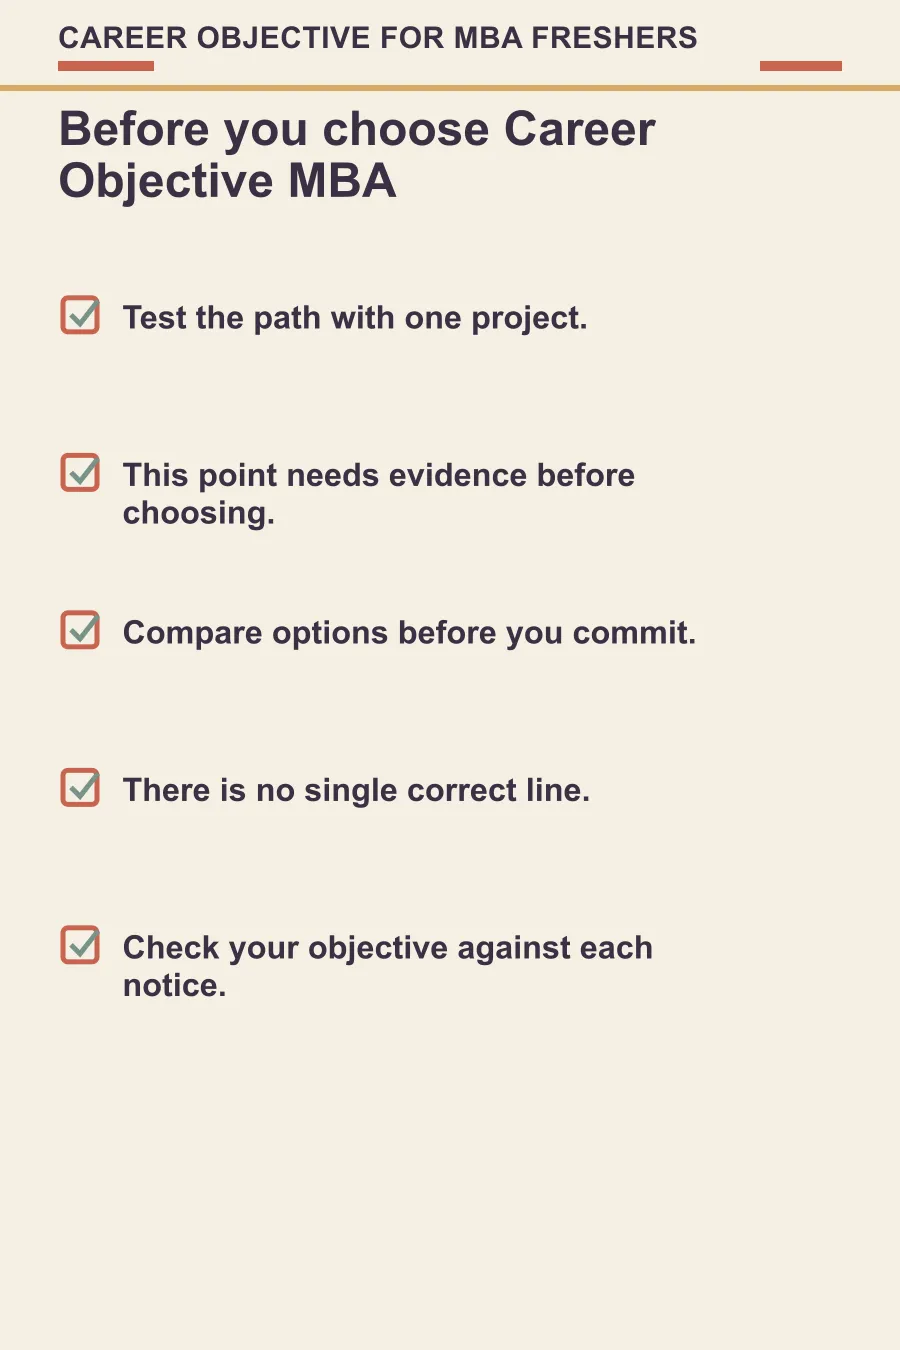 CAREER OBJECTIVE FOR MBA FRESHERS
Before you choose Career
Objective MBA
Test the path with one project.
This point needs evidence before
choosing.
Compare options before you commit.
There is no single correct line.
Check your objective against each
notice.